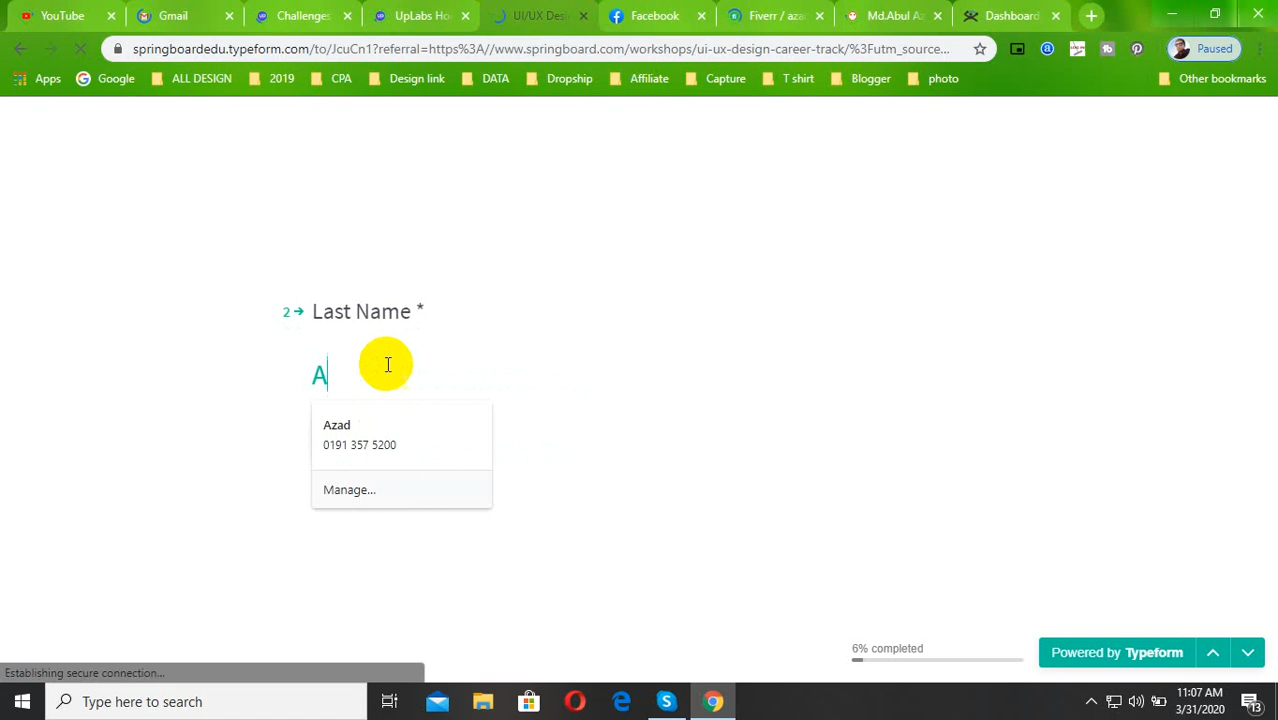 YouTube
Gmail
Challenges
UpLabs Ho
UI/UX Desi
Facebook
Fiverr / aza
Md.Abul Az
Dashboard
springboardedu.typeform.com/to/JcuCn1?referral=https%3A//www.springboard.com/workshops/ui-ux-design-career-track/%3Futm_source...
Paused
Apps
Google
ALL DESIGN
2019
CPA
Design link
DATA
Dropship
Affiliate
Capture
T shirt
Blogger
photo
Other bookmarks
2 → Last Name *
A
Azad
0191 357 5200
Manage...
6% completed
Powered by Typeform
Establishing secure connection...
Type here to search
11:07 AM
3/31/2020
13